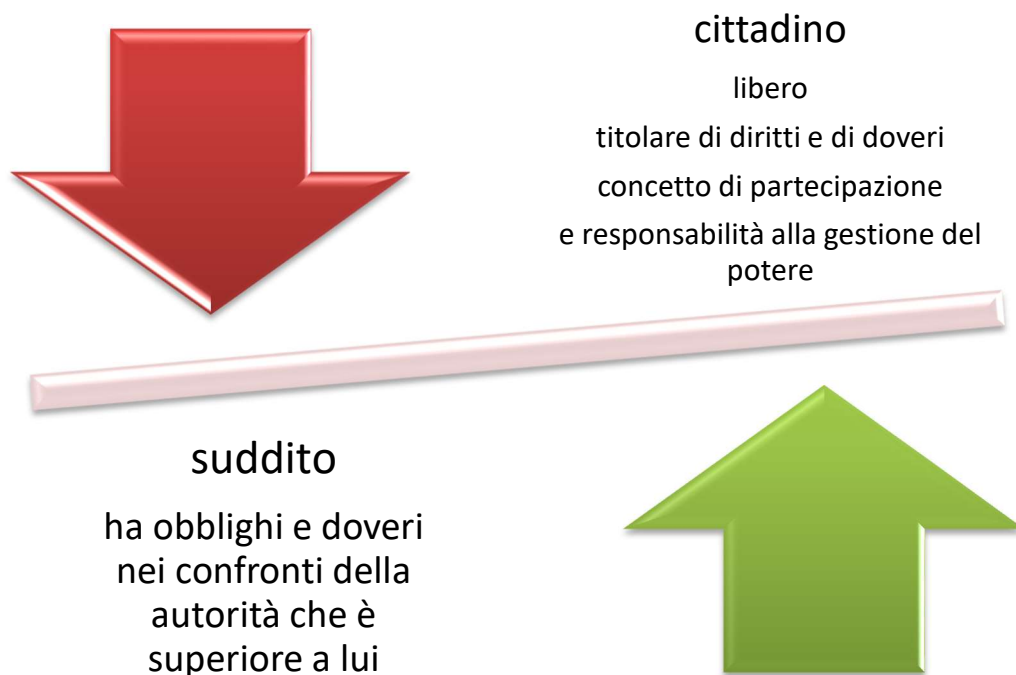 cittadino
libero
titolare di diritti e di doveri
concetto di partecipazione
e responsabilità alla gestione del
potere
suddito
ha obblighi e doveri
nei confronti della
autorità che è
superiore a lui